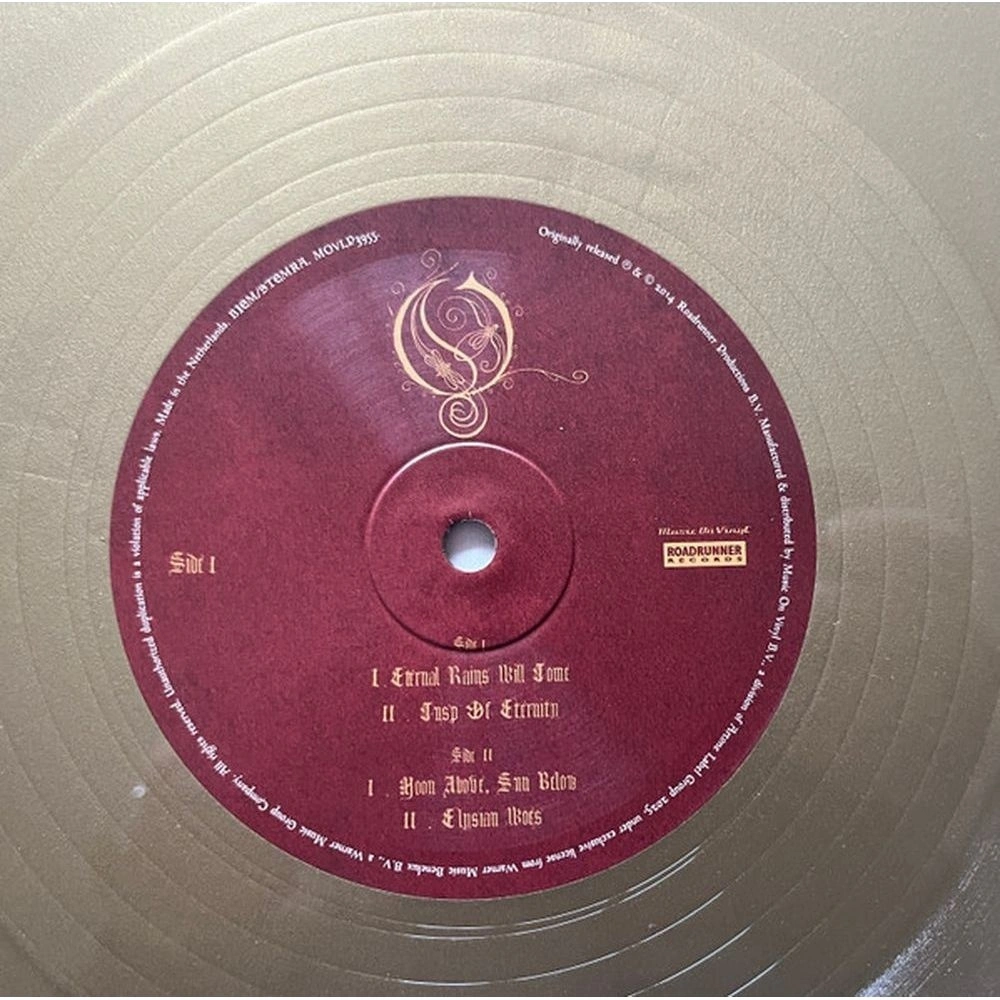 Originally released ℗ & © 2014 Roadrunner Productions B.V. Manufactured & distributed by Music On Vinyl B.V., a division of Arcane Label Group 2025, under exclusive license from Warner Music Benelux B.V., a Warner Music Group Company. All rights reserved. Unauthorized duplication is a violation of applicable laws. Made in the Netherlands. BIEM/STEMRA. MOVLP3955.
Side I
Music On Vinyl
ROADRUNNER
RECORDS
Side I
I . Eternal Rains Will Come
II . Cusp Of Eternity
Side II
I . Moon Above, Sun Below
II . Elysian Woes